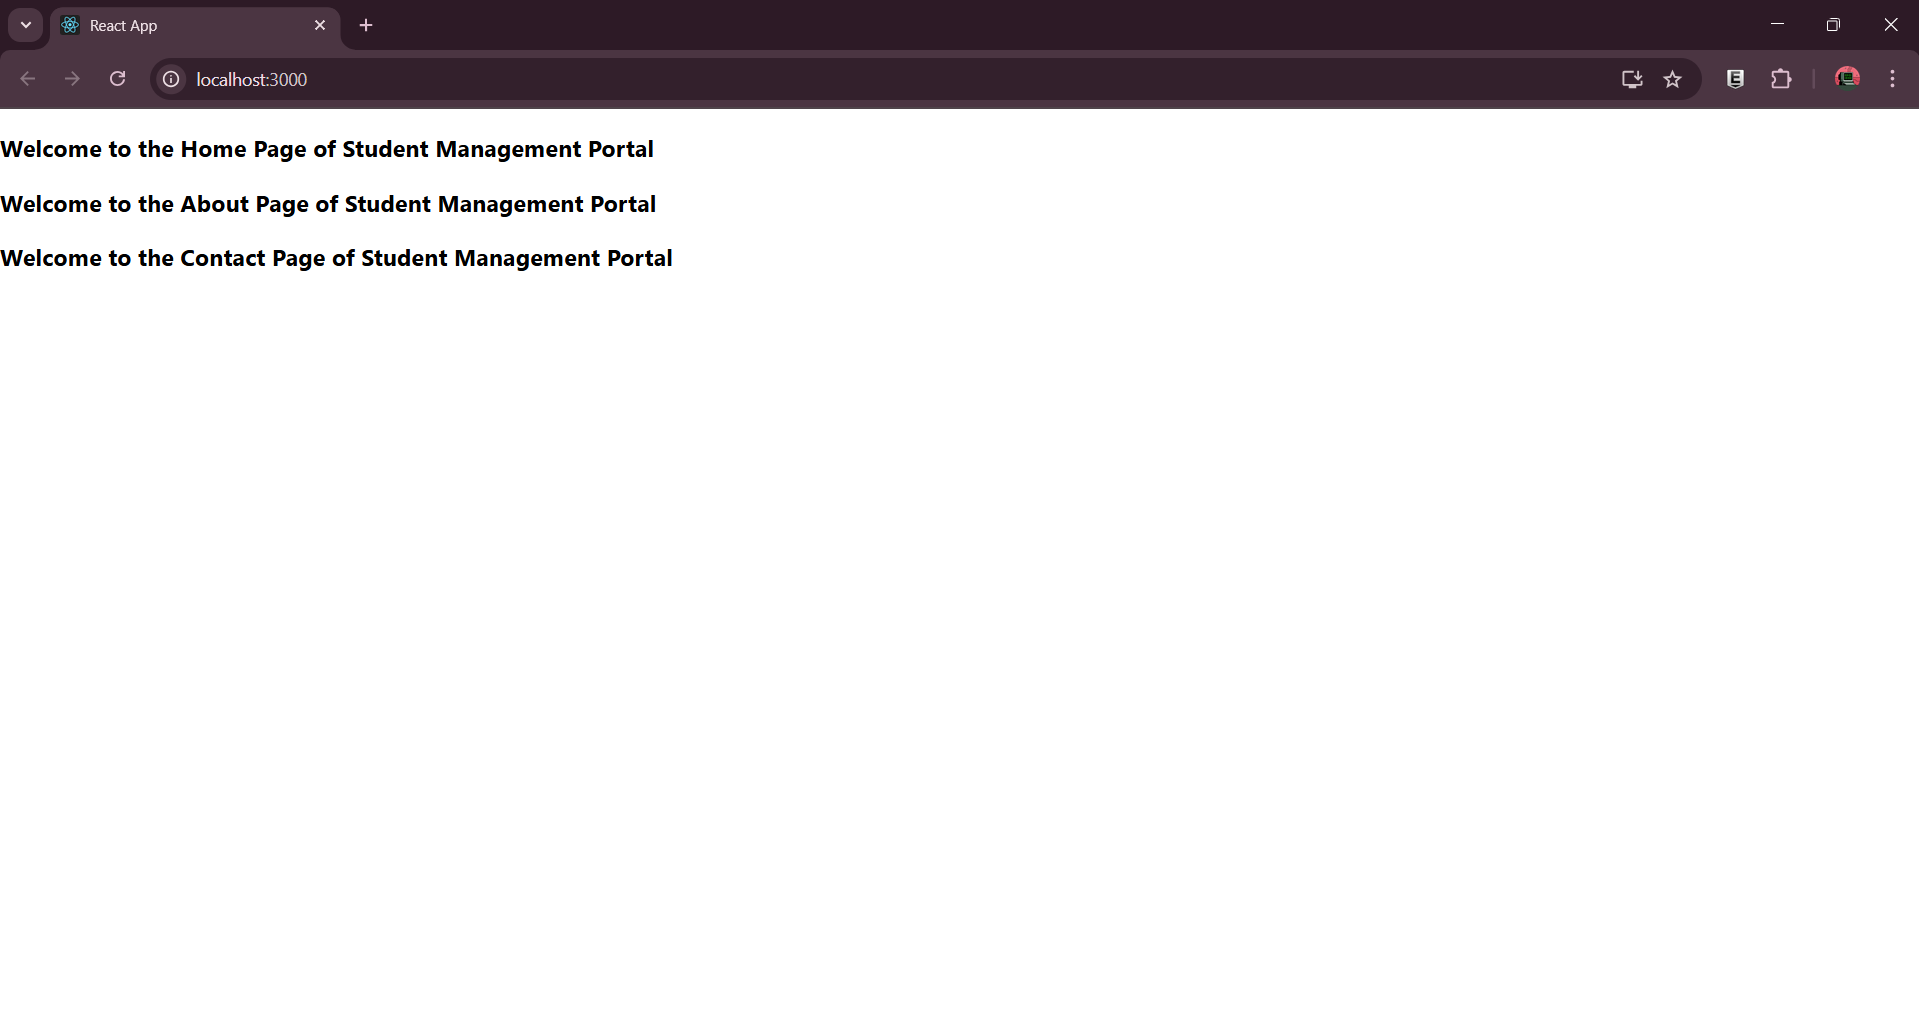 React App
localhost:3000
Welcome to the Home Page of Student Management Portal
Welcome to the About Page of Student Management Portal
Welcome to the Contact Page of Student Management Portal